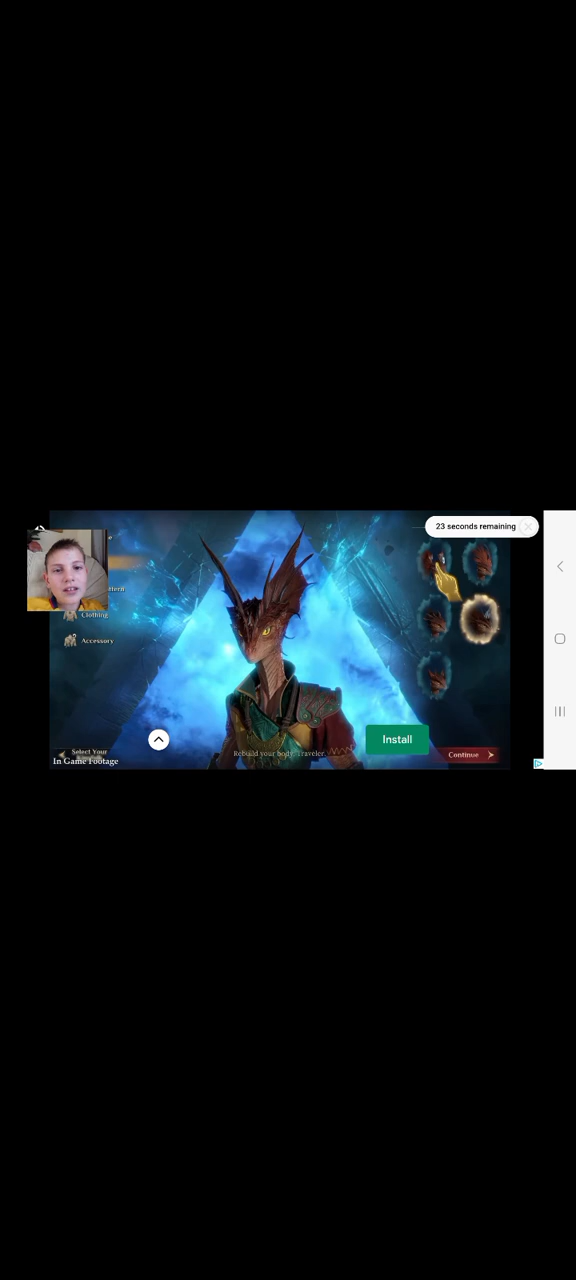 23 seconds remaining
Clothing
Accessory
Install
Select Your
Rebuild your body, Traveler.
Continue
In Game Footage